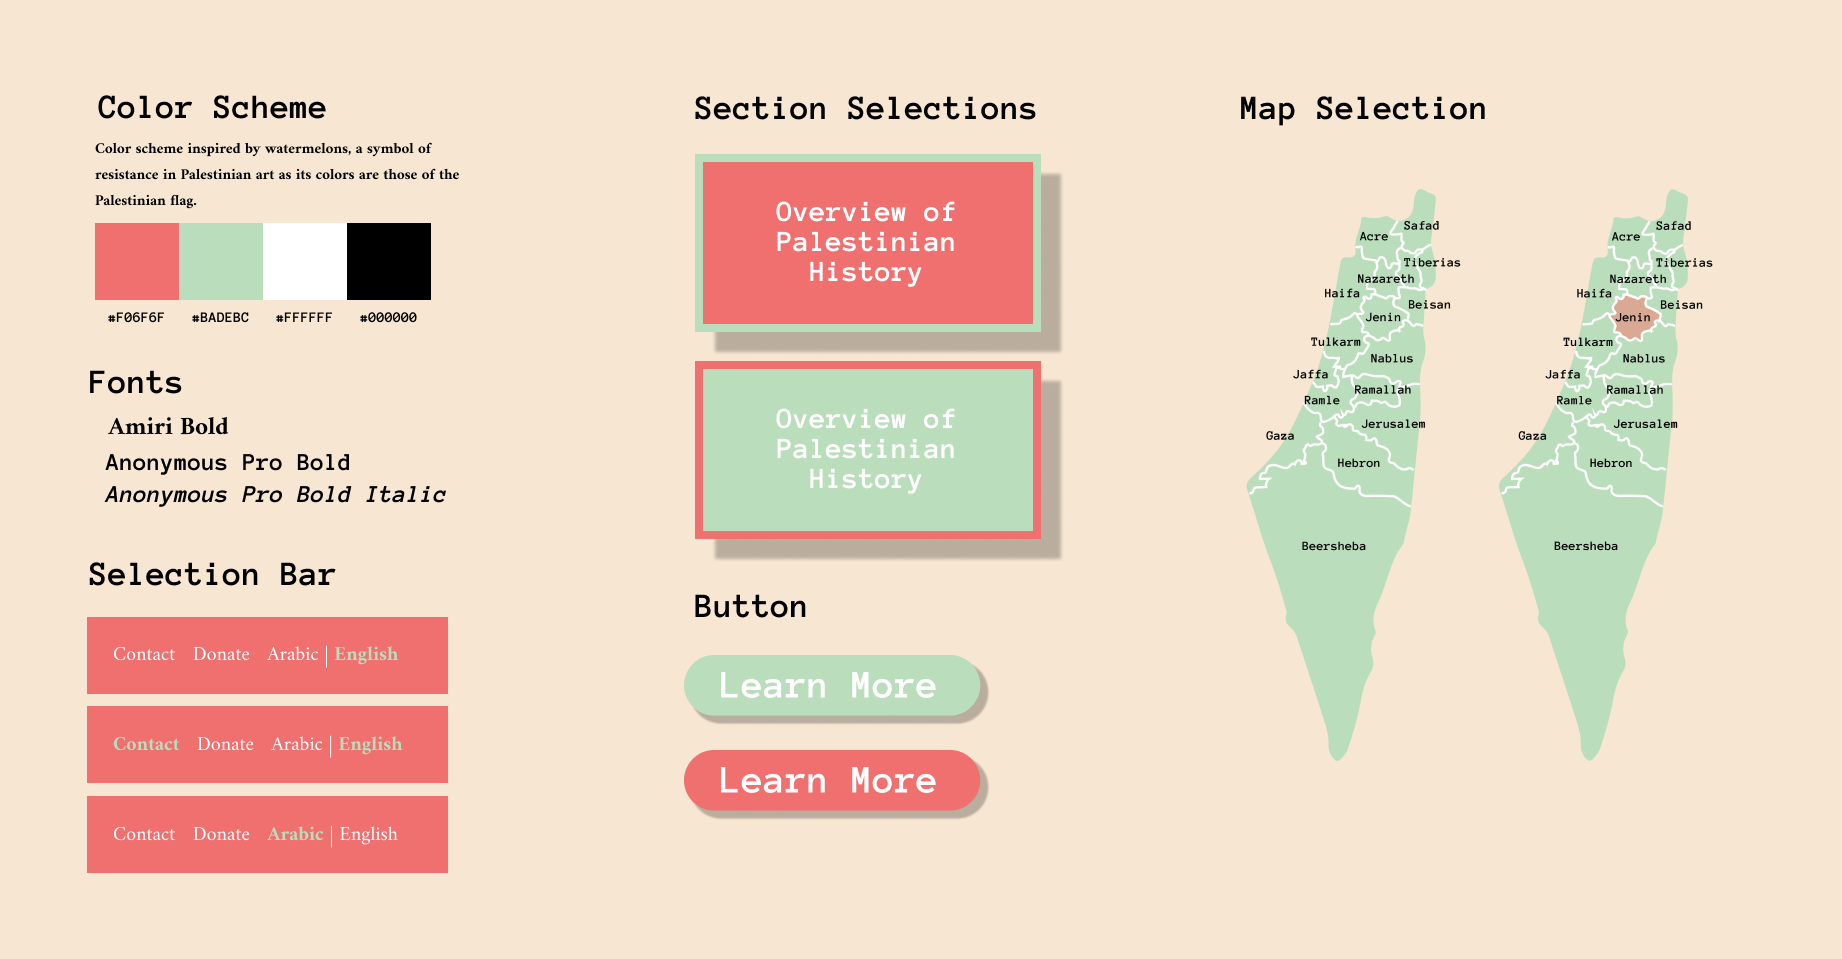 Color Scheme
Color scheme inspired by watermelons, a symbol of
resistance in Palestinian art as its colors are those of the
Palestinian flag.
#F06F6F #BADEBC #FFFFFF #000000
Fonts
Amiri Bold
Anonymous Pro Bold
Anonymous Pro Bold Italic
Selection Bar
Contact Donate Arabic | English
Contact Donate Arabic | English
Contact Donate Arabic | English
Section Selections
Overview of
Palestinian
History
Overview of
Palestinian
History
Button
Learn More
Learn More
Map Selection
Safad
Acre
Tiberias
Nazareth
Haifa
Beisan
Jenin
Tulkarm
Nablus
Jaffa
Ramallah
Ramle
Jerusalem
Gaza
Hebron
Beersheba
Safad
Acre
Tiberias
Nazareth
Haifa
Beisan
Jenin
Tulkarm
Nablus
Jaffa
Ramallah
Ramle
Jerusalem
Gaza
Hebron
Beersheba